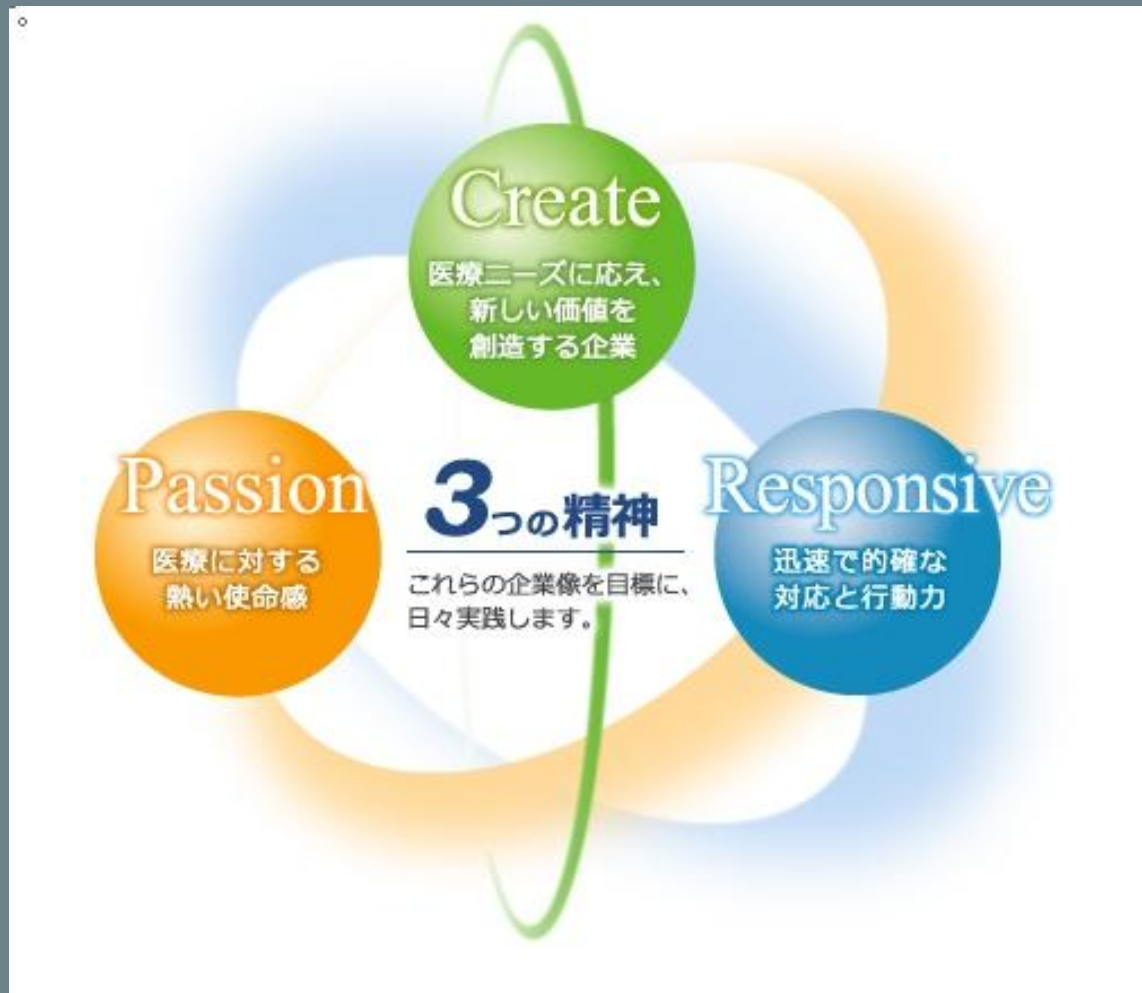 Create
医療ニーズに応え、
新しい価値を
創造する企業
Passion
医療に対する
熱い使命感
3つの精神
これらの企業像を目標に、
日々実践します。
Responsive
迅速で的確な
対応と行動力